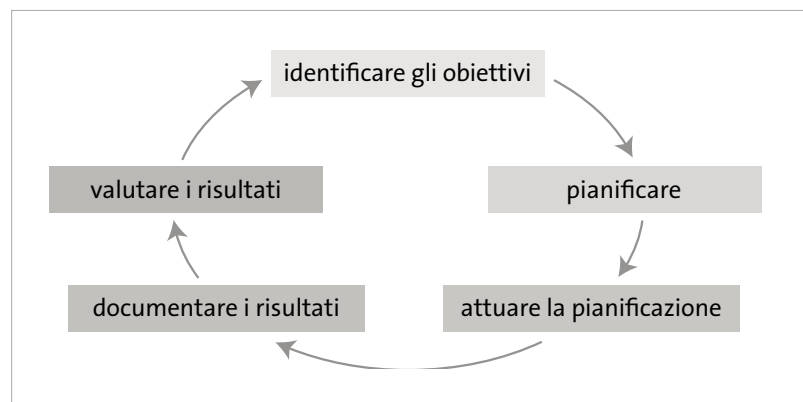 identificare gli obiettivi
pianificare
attuare la pianificazione
documentare i risultati
valutare i risultati